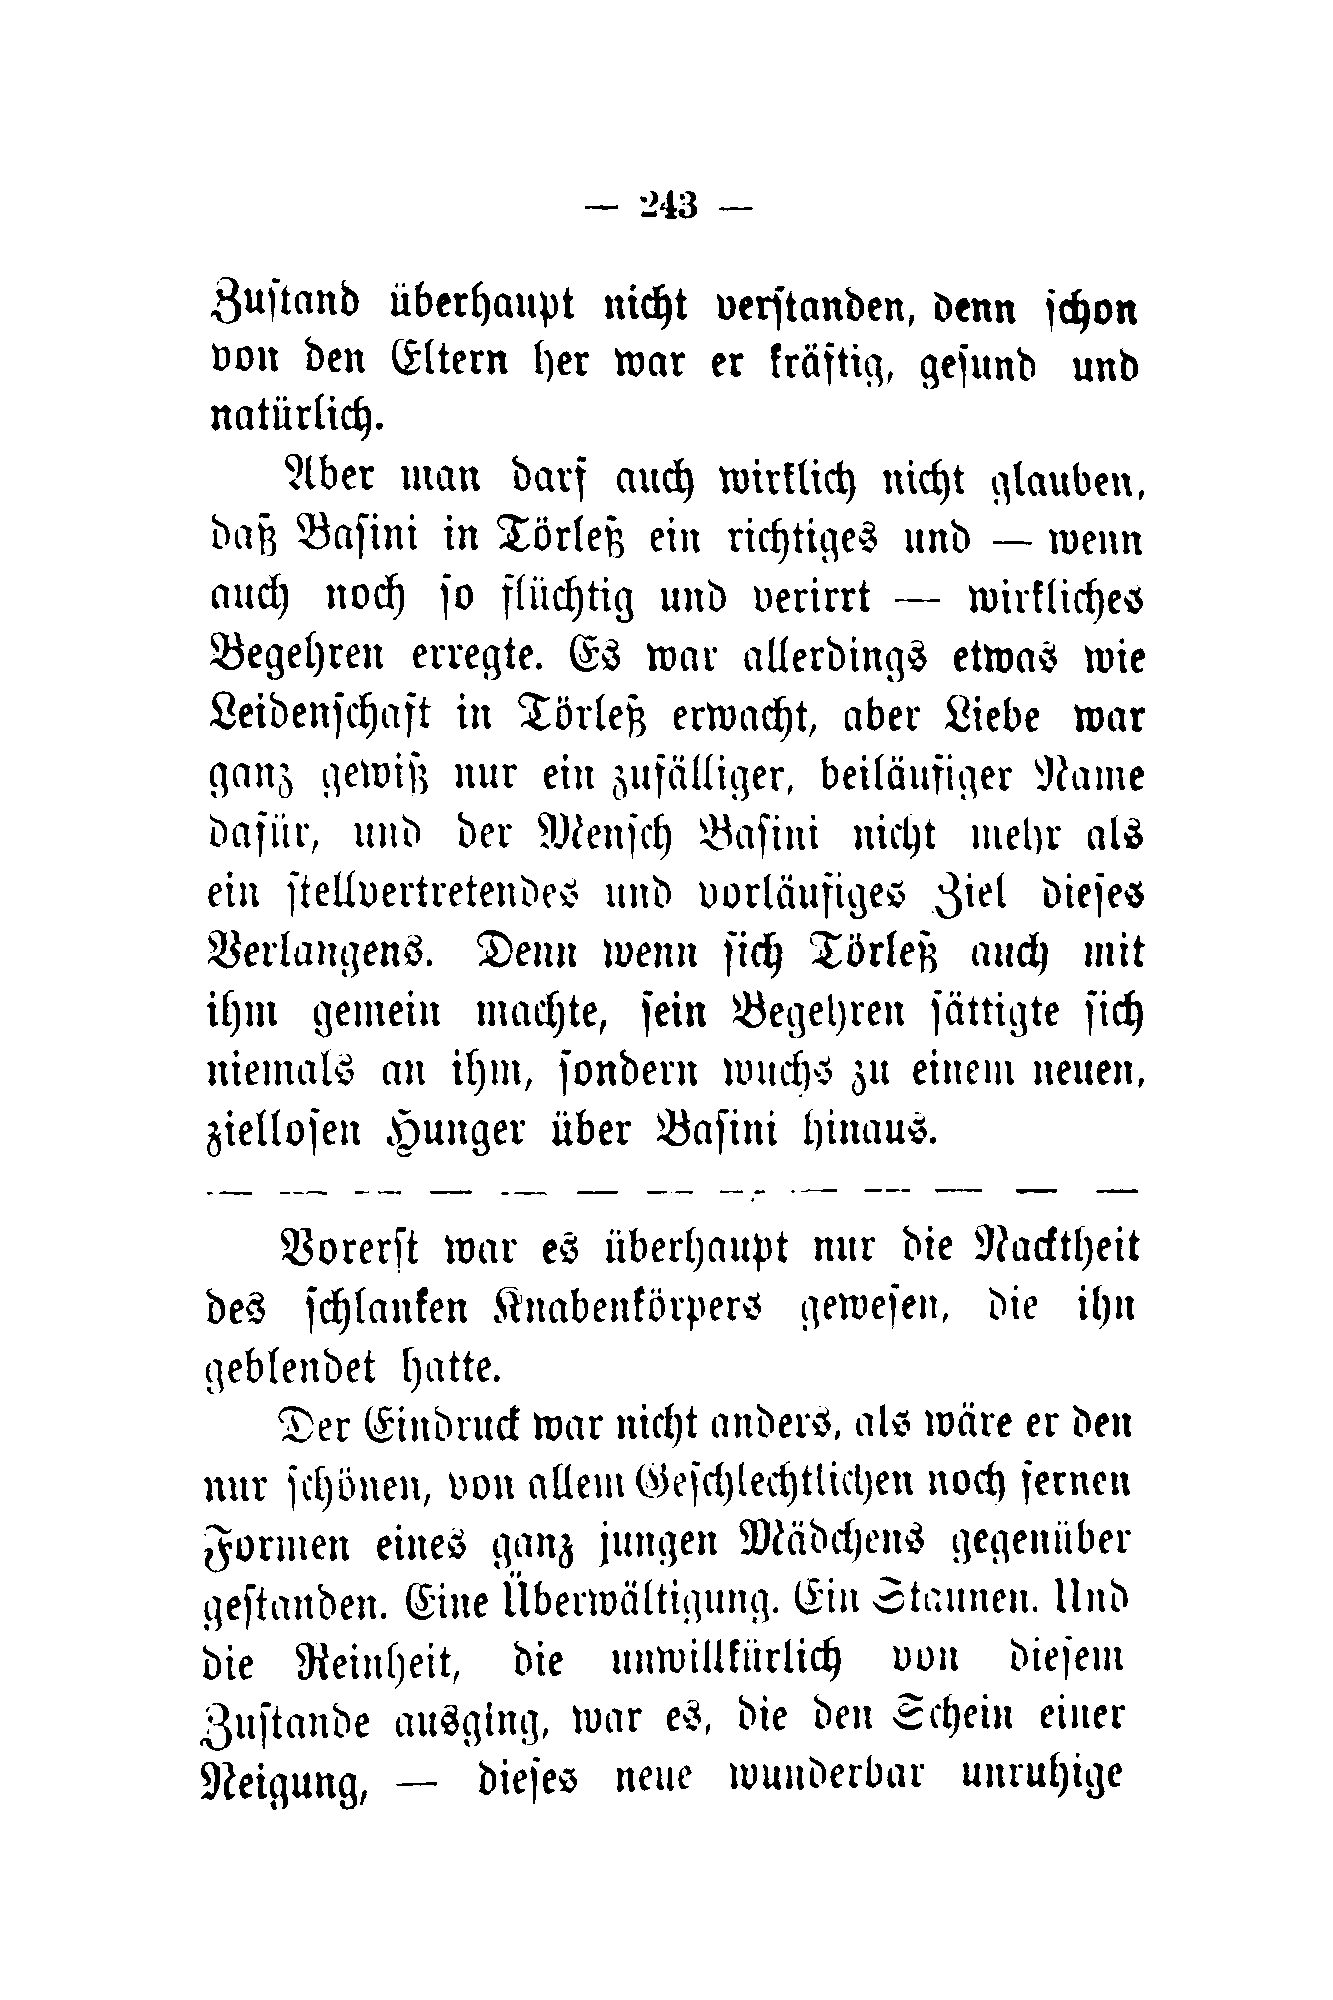 — 243 —
Zustand überhaupt nicht verstanden, denn schon
von den Eltern her war er kräftig, gesund und
natürlich.
Aber man darf auch wirklich nicht glauben,
daß Basini in Törleß ein richtiges und — wenn
auch noch so flüchtig und verirrt — wirkliches
Begehren erregte. Es war allerdings etwas wie
Leidenschaft in Törleß erwacht, aber Liebe war
ganz gewiß nur ein zufälliger, beiläufiger Name
dafür, und der Mensch Basini nicht mehr als
ein stellvertretendes und vorläufiges Ziel dieses
Verlangens. Denn wenn sich Törleß auch mit
ihm gemein machte, sein Begehren sättigte sich
niemals an ihm, sondern wuchs zu einem neuen,
ziellosen Hunger über Basini hinaus.
— — — — — — — — — — — — —
Vorerst war es überhaupt nur die Nacktheit
des schlanken Knabenkörpers gewesen, die ihn
geblendet hatte.
Der Eindruck war nicht anders, als wäre er den
nur schönen, von allem Geschlechtlichen noch fernen
Formen eines ganz jungen Mädchens gegenüber
gestanden. Eine Überwältigung. Ein Staunen. Und
die Reinheit, die unwillkürlich von diesem
Zustande ausging, war es, die den Schein einer
Neigung, — dieses neue wunderbar unruhige